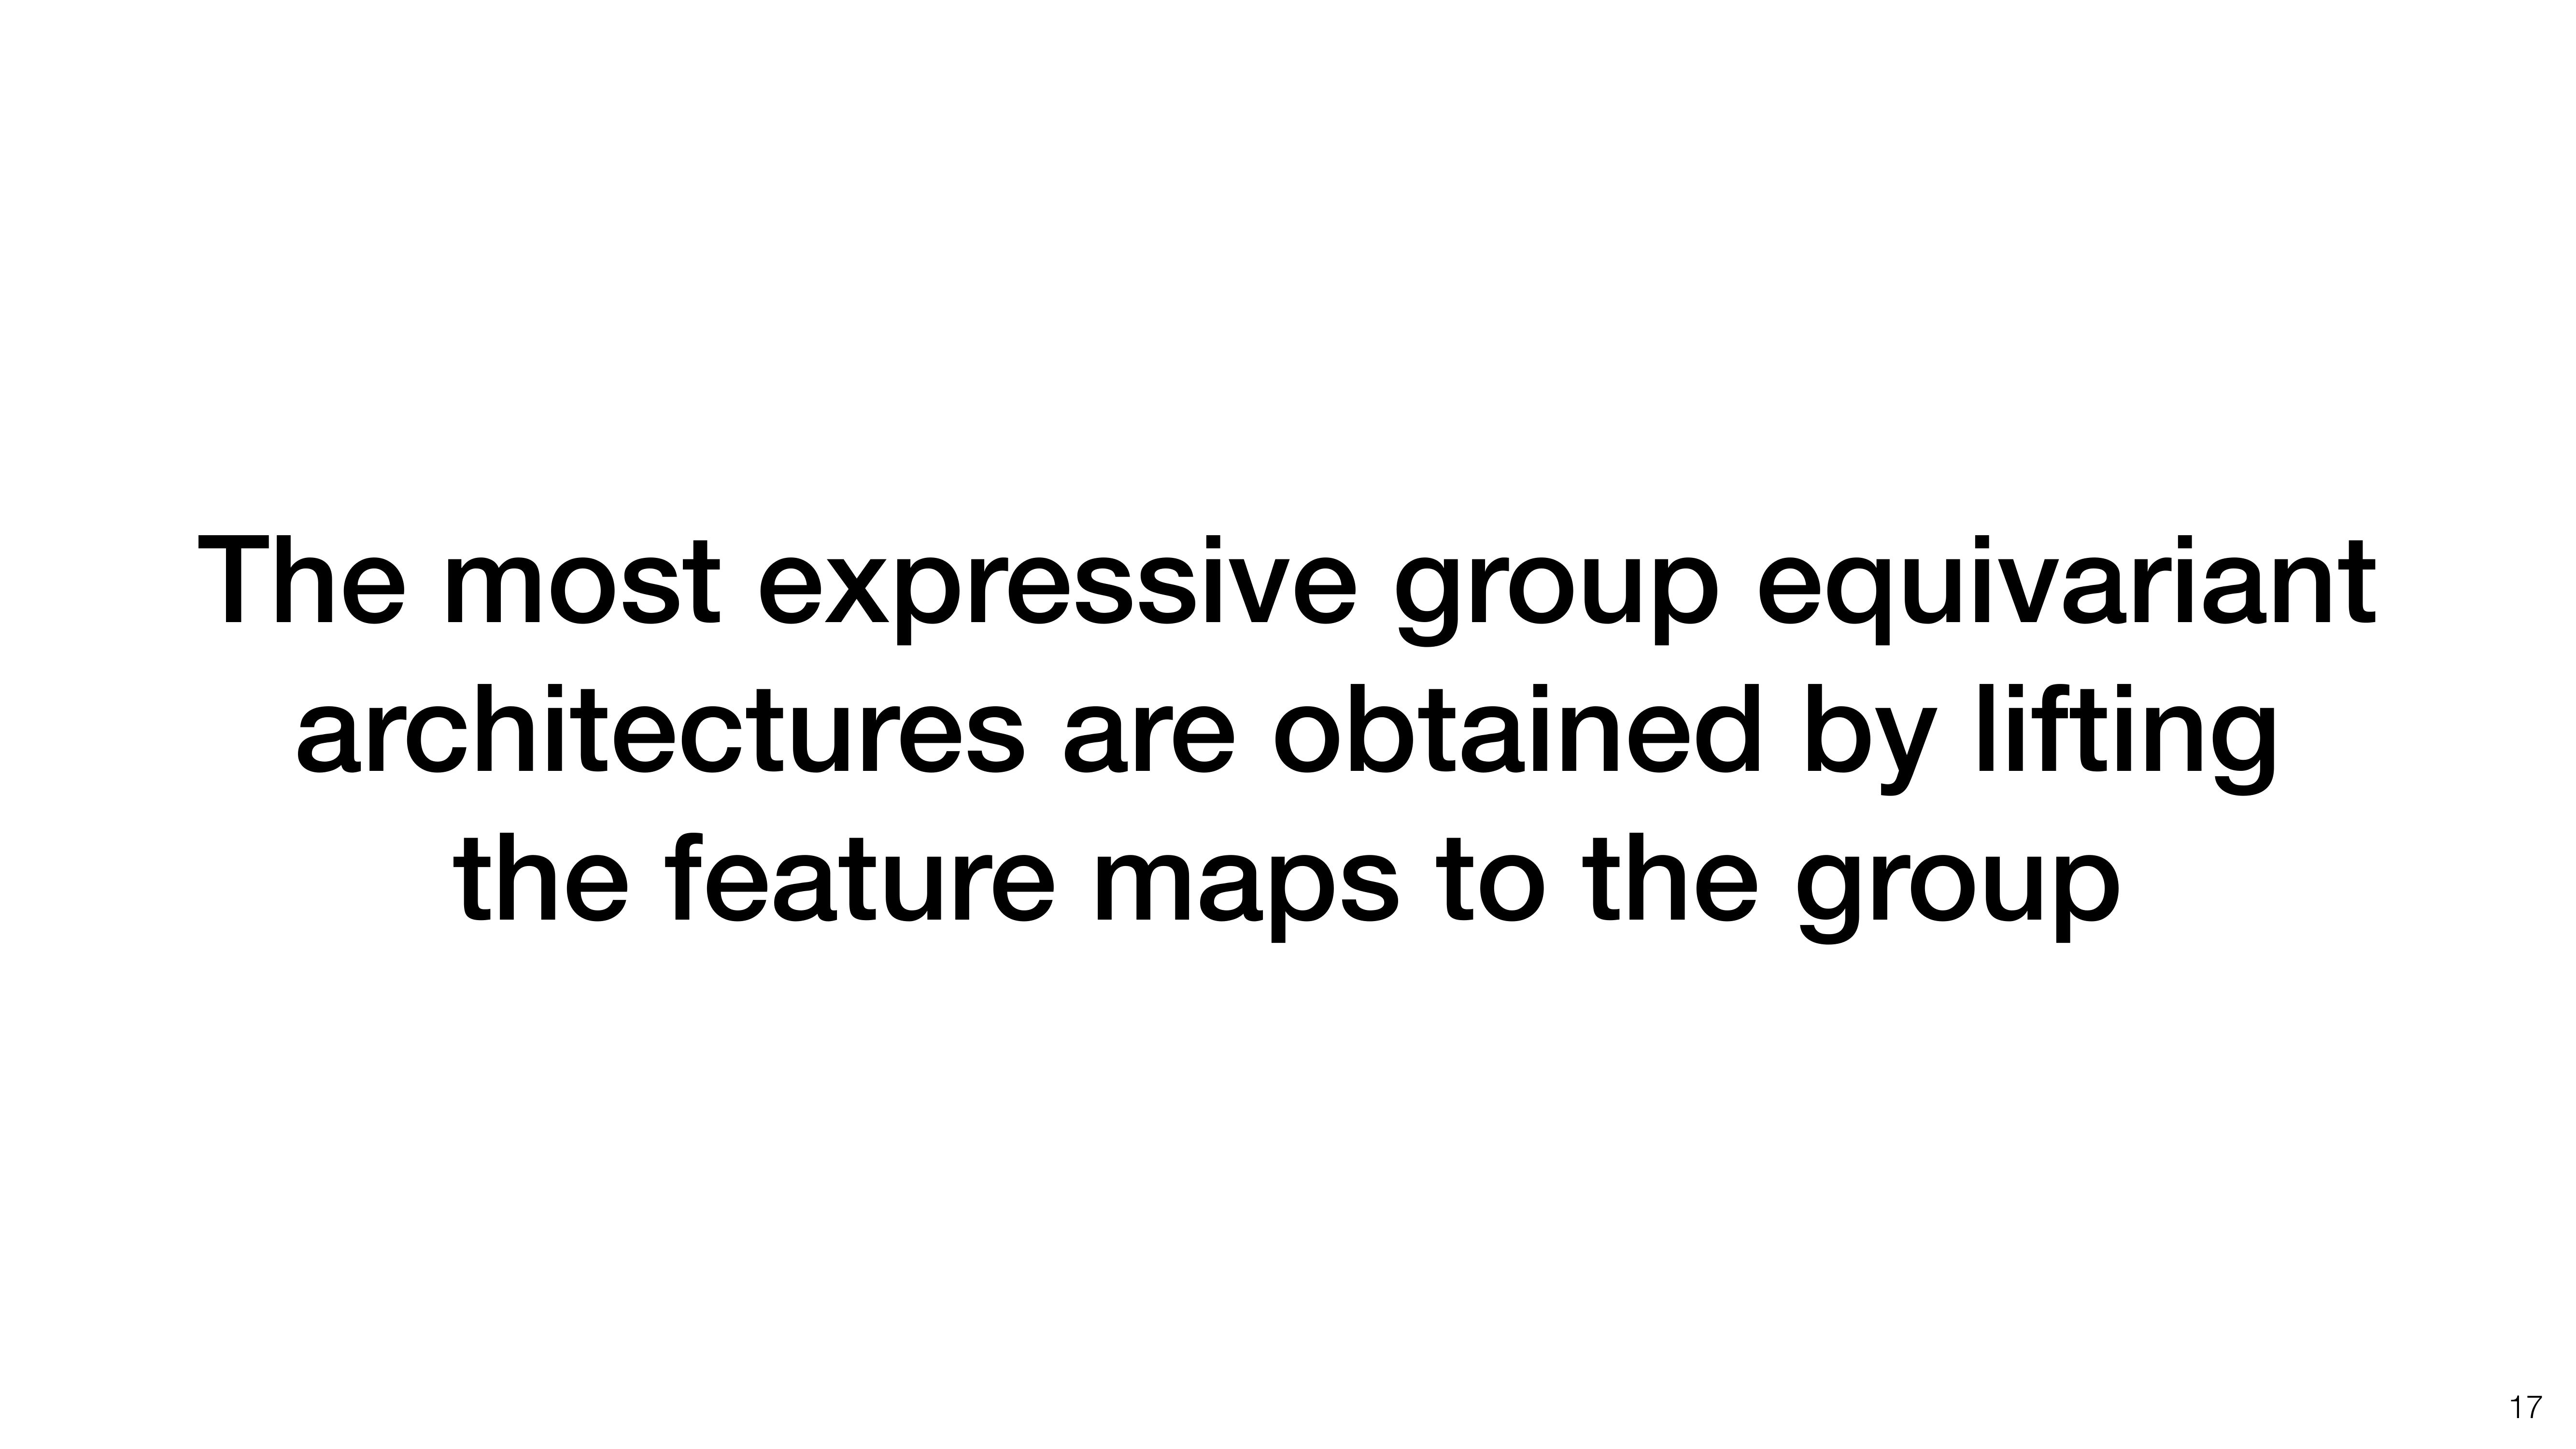 The most expressive group equivariant
architectures are obtained by lifting
the feature maps to the group
17